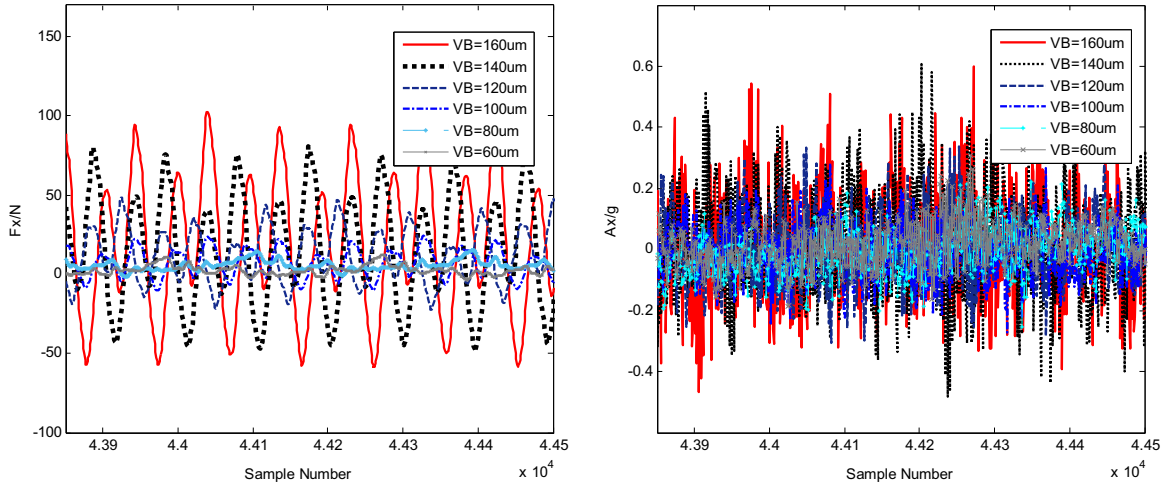 150
100
50
0
-50
-100
Fx/N
VB=160um
VB=140um
VB=120um
VB=100um
VB=80um
VB=60um
4.39 4.4 4.41 4.42 4.43 4.44 4.45
Sample Number
x 10^4
0.6
0.4
0.2
0
-0.2
-0.4
Ax/g
VB=160um
VB=140um
VB=120um
VB=100um
VB=80um
VB=60um
4.39 4.4 4.41 4.42 4.43 4.44 4.45
Sample Number
x 10^4